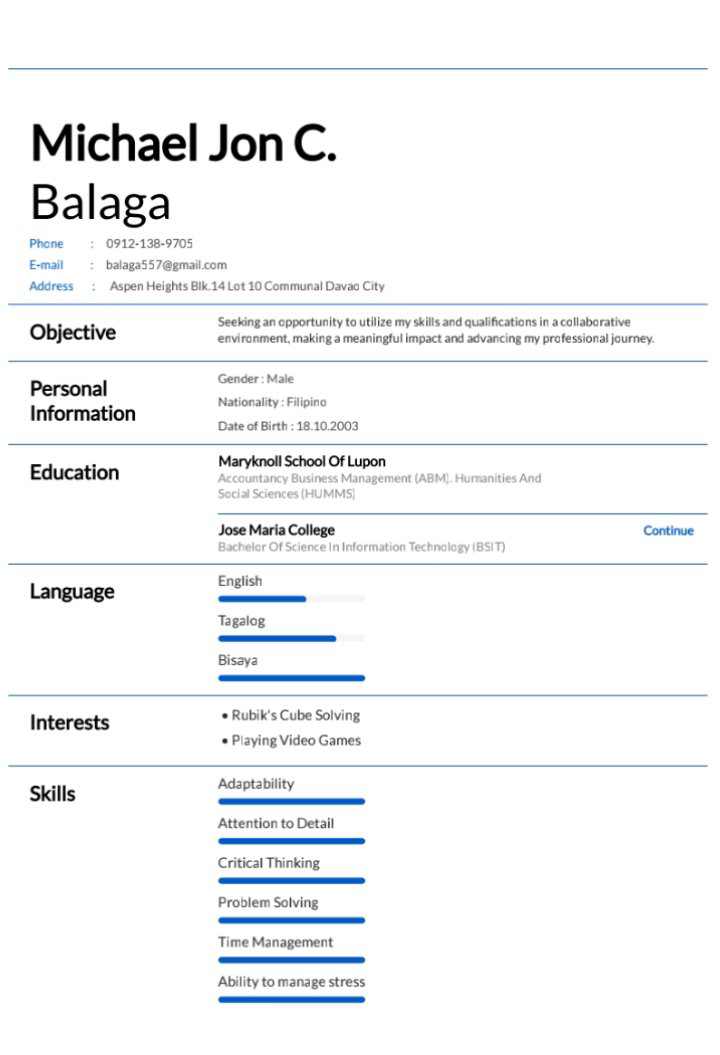 Michael Jon C.
Balaga
Phone : 0912-138-9705
E-mail : balaga557@gmail.com
Address : Aspen Heights Blk.14 Lot 10 Communal Davao City
Objective
Seeking an opportunity to utilize my skills and qualifications in a collaborative
environment, making a meaningful impact and advancing my professional journey.
Personal
Information
Gender : Male
Nationality : Filipino
Date of Birth : 18.10.2003
Education
Maryknoll School Of Lupon
Accountancy Business Management (ABM). Humanities And
Social Sciences (HUMMS)
Jose Maria College Continue
Bachelor Of Science In Information Technology (BSIT)
Language
English
Tagalog
Bisaya
Interests
• Rubik's Cube Solving
• Playing Video Games
Skills
Adaptability
Attention to Detail
Critical Thinking
Problem Solving
Time Management
Ability to manage stress